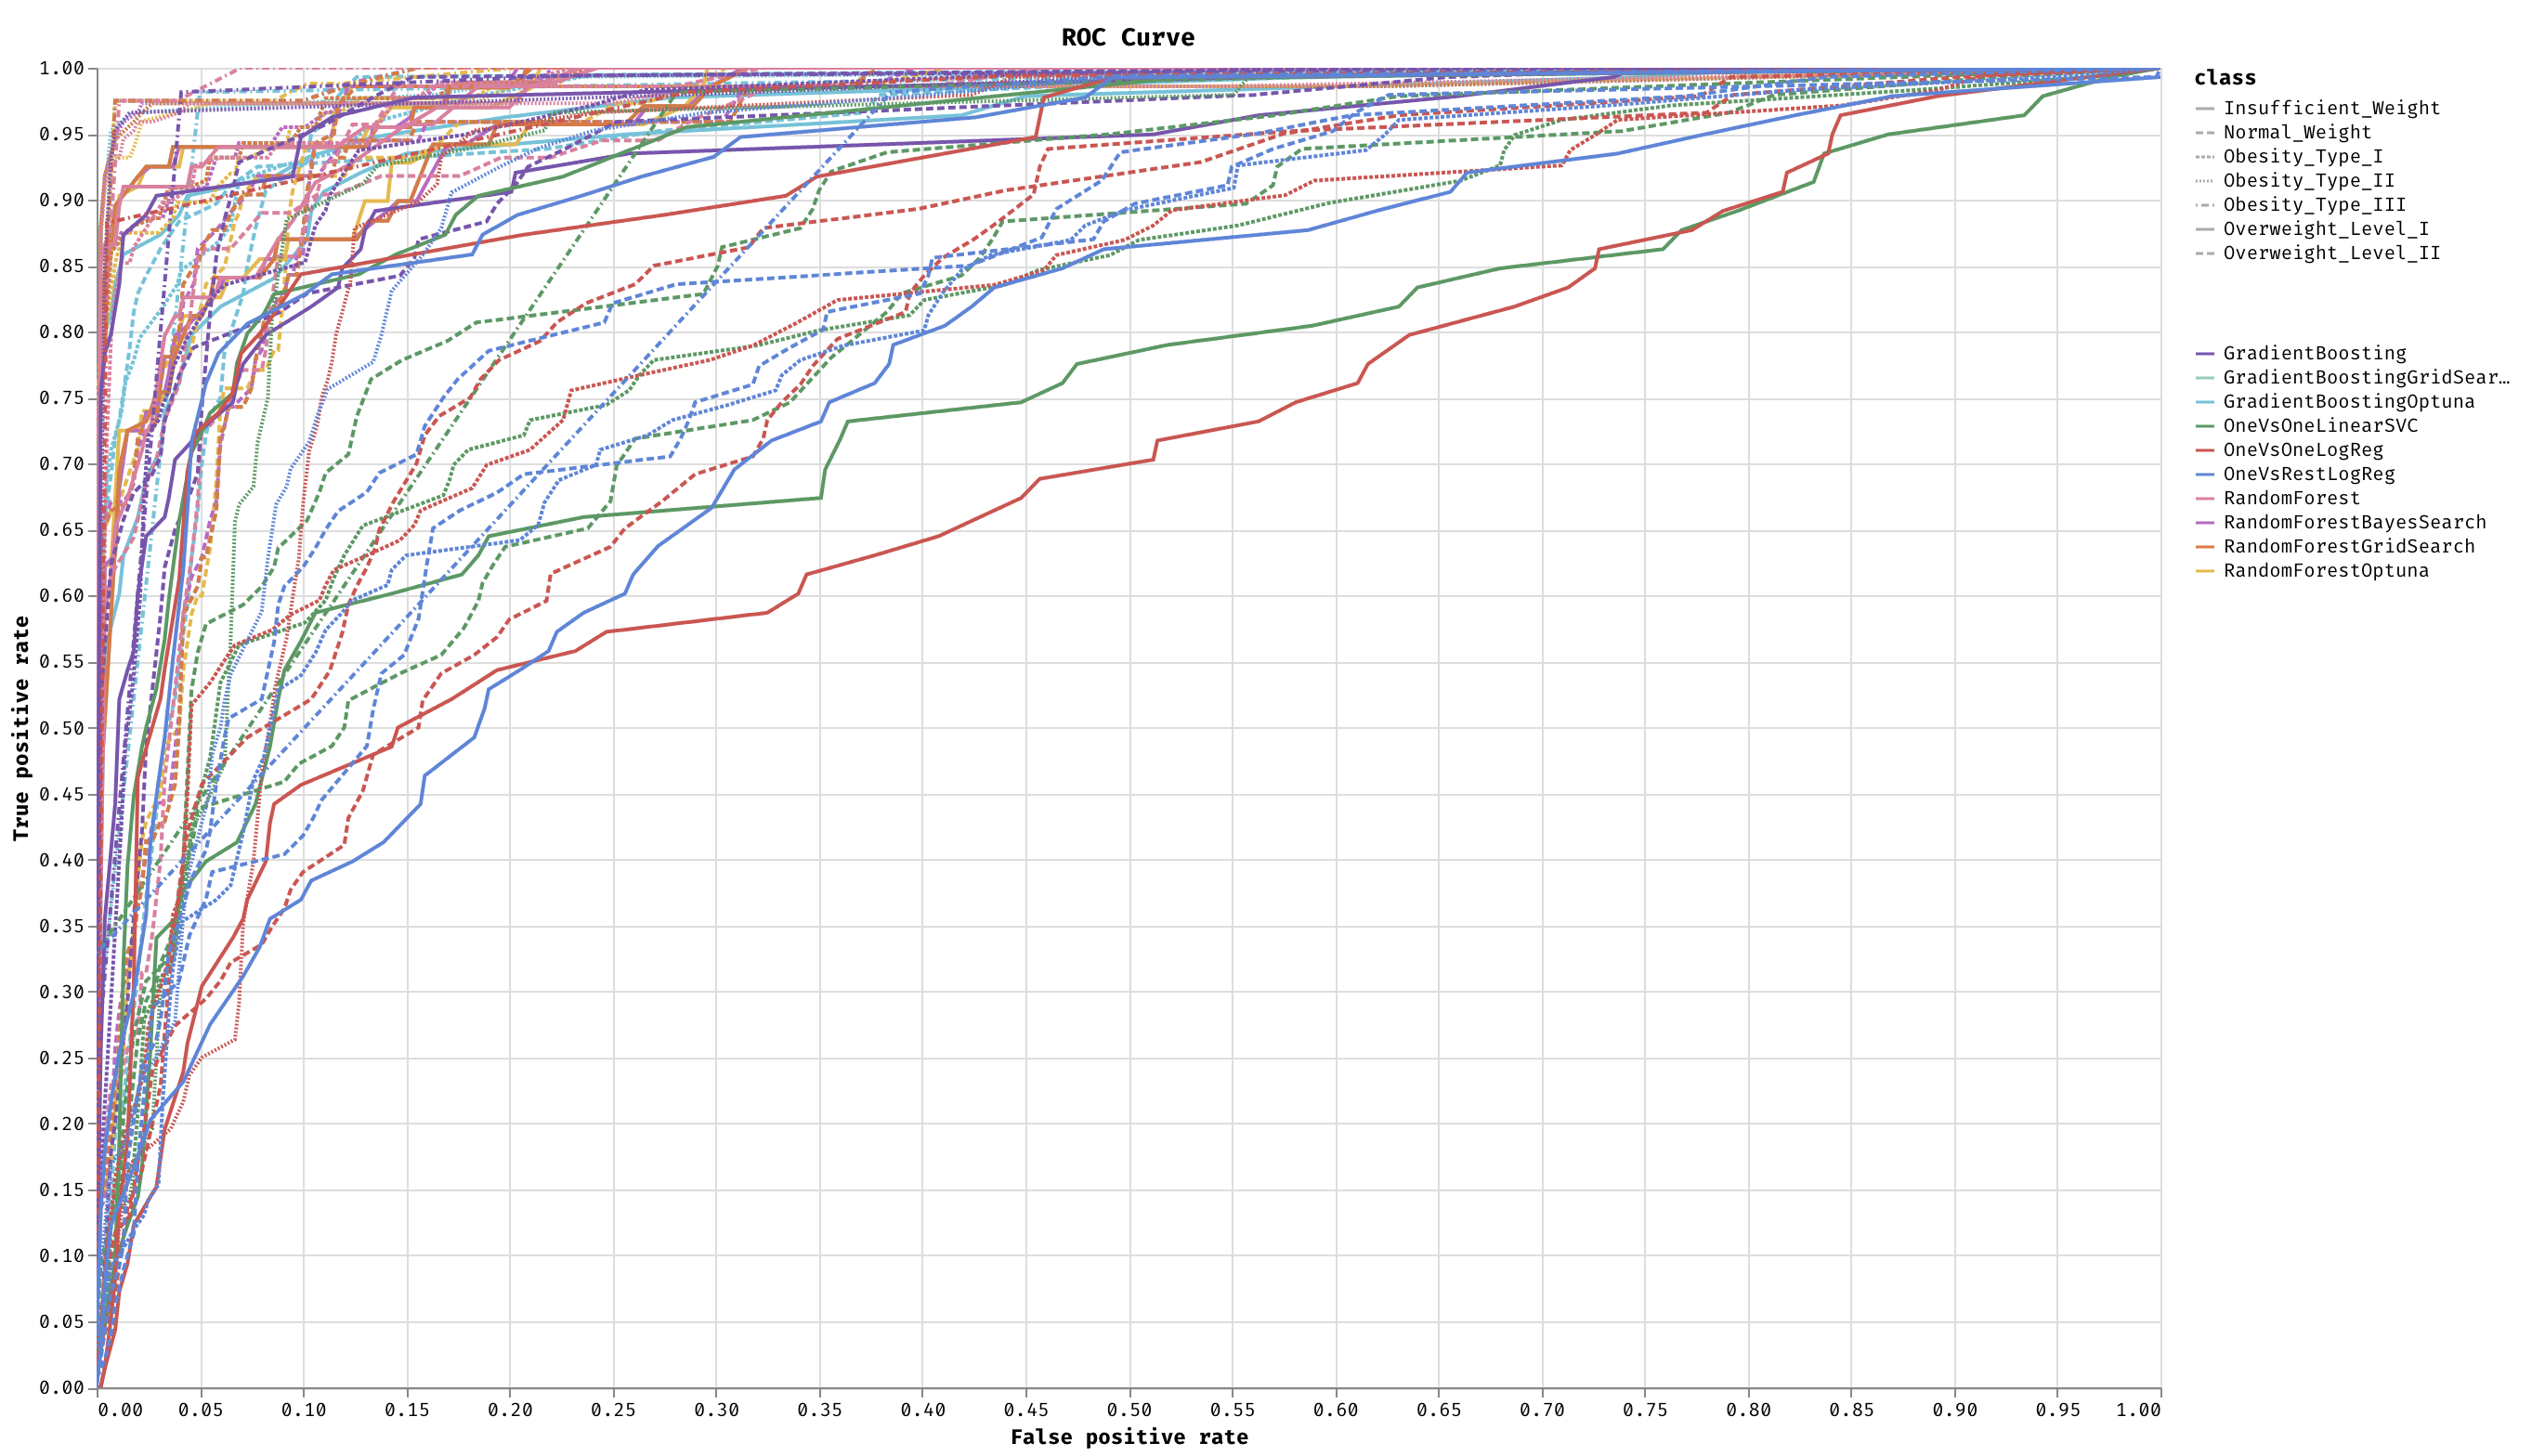 ROC Curve
1.00
0.95
0.90
0.85
0.80
0.75
0.70
0.65
0.60
0.55
0.50
0.45
0.40
0.35
0.30
0.25
0.20
0.15
0.10
0.05
0.00
True positive rate
0.00 0.05 0.10 0.15 0.20 0.25 0.30 0.35 0.40 0.45 0.50 0.55 0.60 0.65 0.70 0.75 0.80 0.85 0.90 0.95 1.00
False positive rate
class
Insufficient_Weight
Normal_Weight
Obesity_Type_I
Obesity_Type_II
Obesity_Type_III
Overweight_Level_I
Overweight_Level_II
GradientBoosting
GradientBoostingGridSear…
GradientBoostingOptuna
OneVsOneLinearSVC
OneVsOneLogReg
OneVsRestLogReg
RandomForest
RandomForestBayesSearch
RandomForestGridSearch
RandomForestOptuna